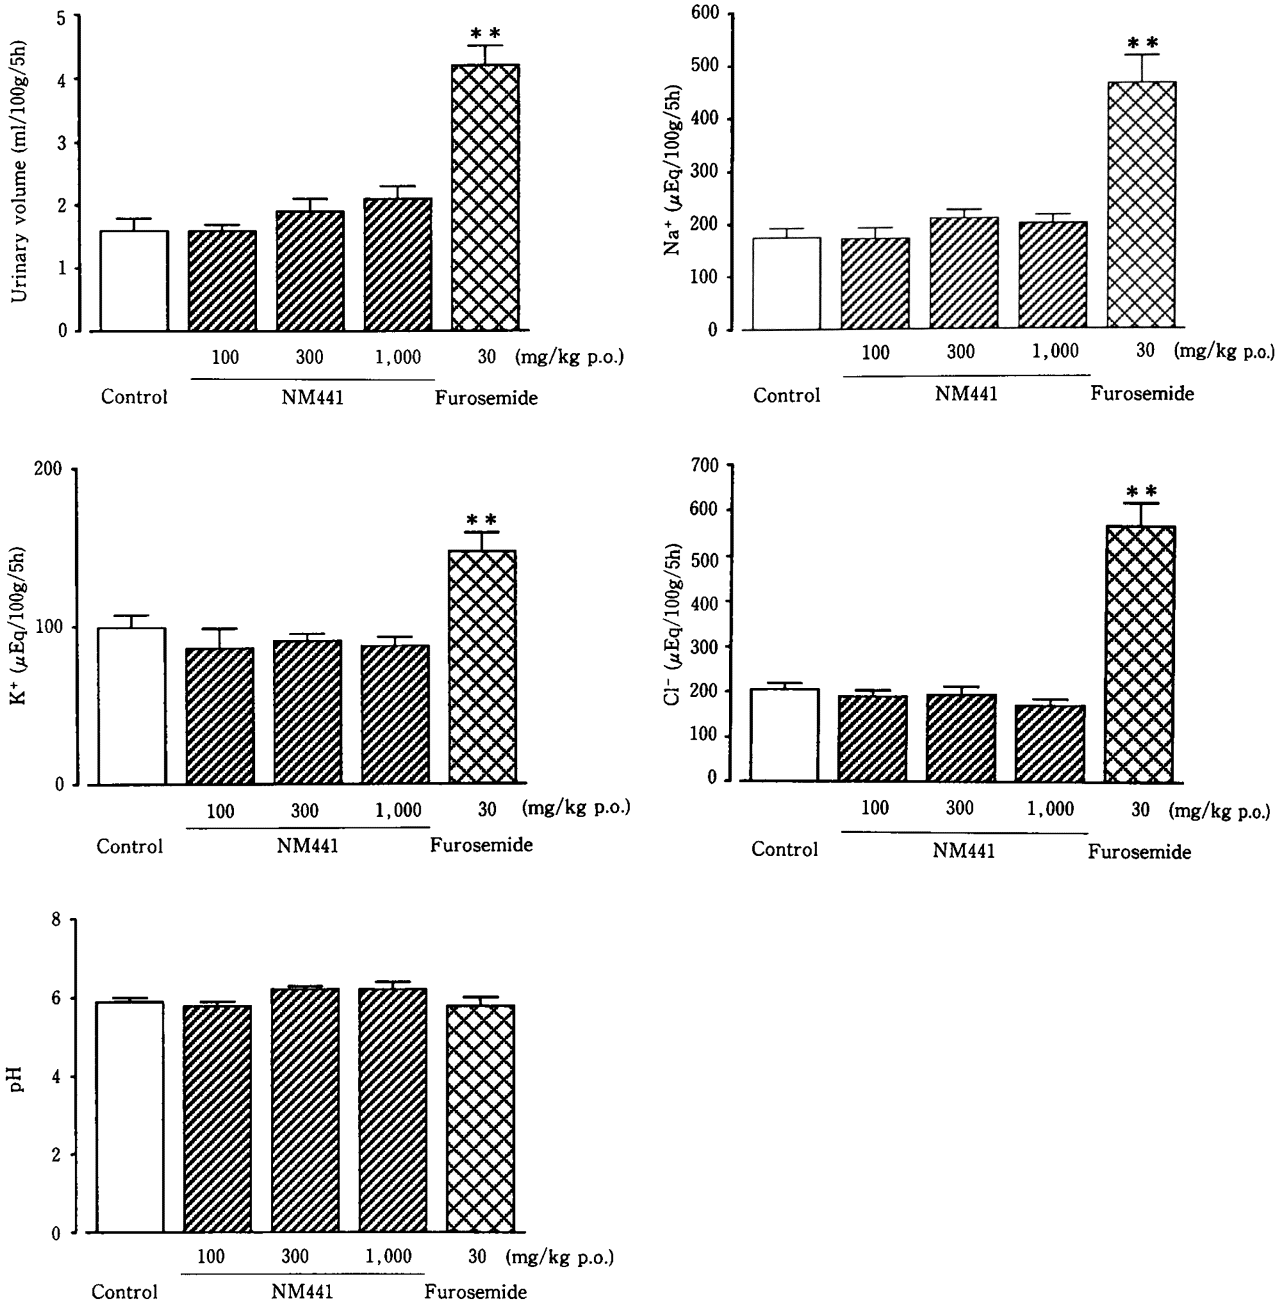 Urinary volume (ml/100g/5h)
5
4
3
2
1
0
**
100 300 1,000 30 (mg/kg p.o.)
Control NM441 Furosemide
Na⁺ (μEq/100g/5h)
600
500
400
300
200
100
0
**
100 300 1,000 30 (mg/kg p.o.)
Control NM441 Furosemide
K⁺ (μEq/100g/5h)
200
100
0
**
100 300 1,000 30 (mg/kg p.o.)
Control NM441 Furosemide
Cl⁻ (μEq/100g/5h)
700
600
500
400
300
200
100
0
**
100 300 1,000 30 (mg/kg p.o.)
Control NM441 Furosemide
pH
8
6
4
2
0
100 300 1,000 30 (mg/kg p.o.)
Control NM441 Furosemide